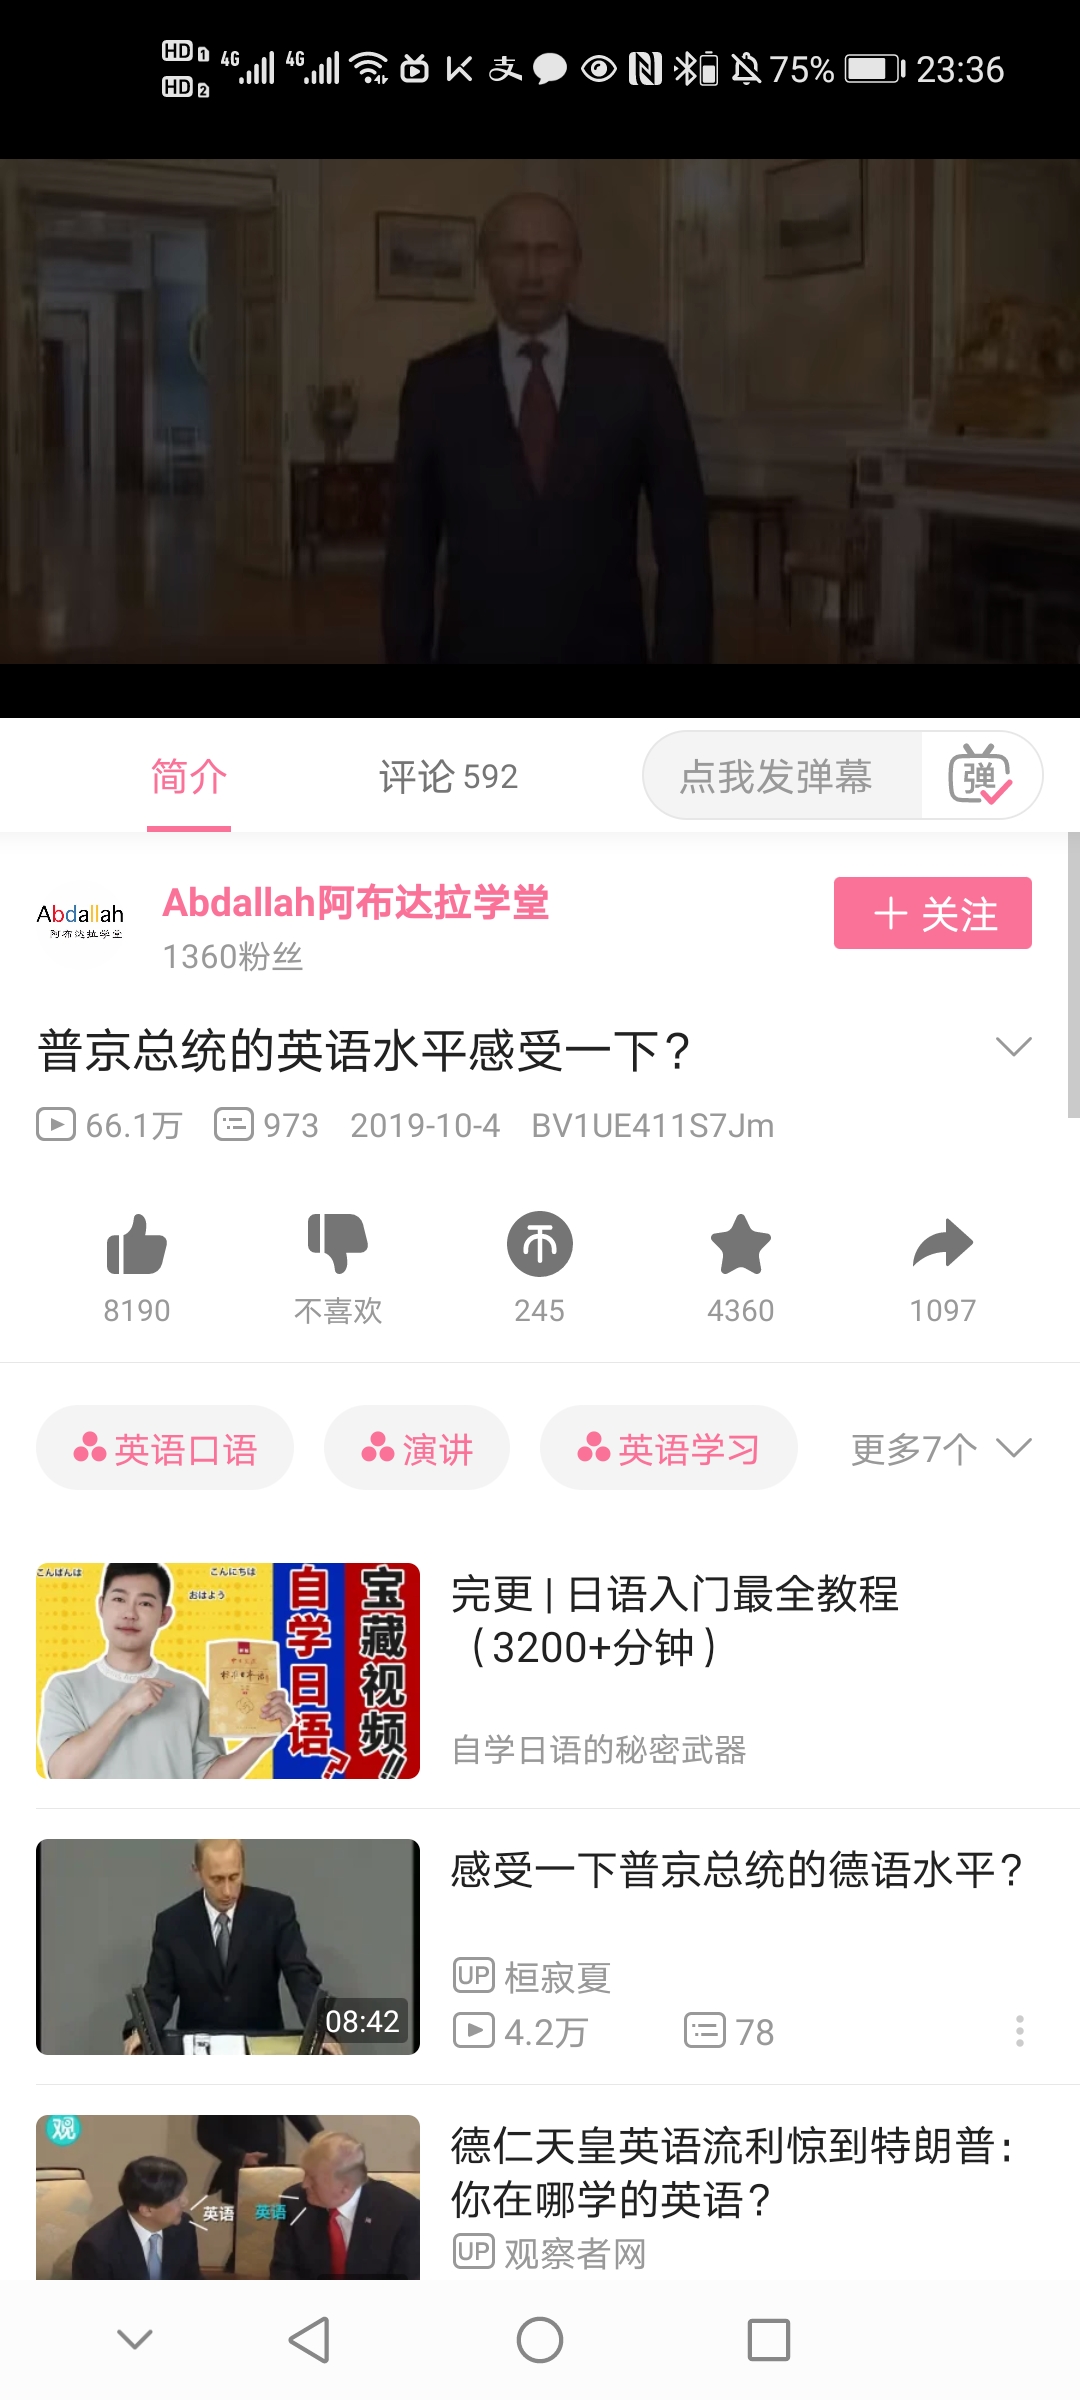 HD 1 4G 4G 75% 23:36
HD 2
简介 评论 592 点我发弹幕 弹
Abdallah
阿布达拉学堂
Abdallah阿布达拉学堂
1360粉丝
关注
普京总统的英语水平感受一下？
66.1万 973 2019-10-4 BV1UE411S7Jm
8190 不喜欢 245 4360 1097
英语口语 演讲 英语学习 更多7个
こんばんは こんにちは
おはよう
自学日语?
宝藏视频!!
完更 | 日语入门最全教程
（3200+分钟）
自学日语的秘密武器
08:42
感受一下普京总统的德语水平？
UP 桓寂夏
4.2万 78
观
英语 英语
德仁天皇英语流利惊到特朗普：
你在哪学的英语？
UP 观察者网